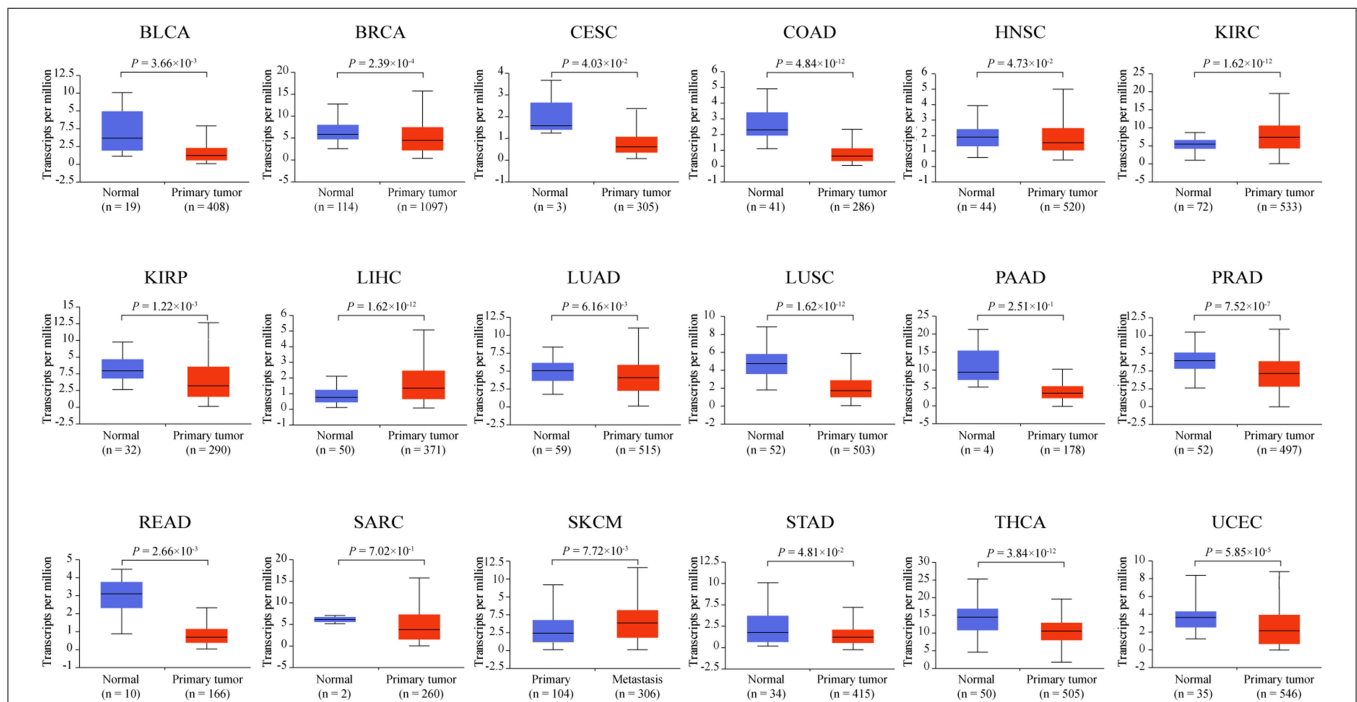 BLCA
P = 3.66×10-3
Transcripts per million
12.5
10
5
7.5
2.5
0
-2.5
Normal
(n = 19)
Primary tumor
(n = 408)
BRCA
P = 2.39×10-4
Transcripts per million
20
15
10
5
0
-5
Normal
(n = 114)
Primary tumor
(n = 1097)
CESC
P = 4.03×10-2
Transcripts per million
4
3
2
1
0
-1
Normal
(n = 3)
Primary tumor
(n = 305)
COAD
P = 4.84×10-12
Transcripts per million
6
5
4
3
2
1
0
-1
Normal
(n = 41)
Primary tumor
(n = 286)
HNSC
P = 4.73×10-2
Transcripts per million
6
5
4
3
2
1
0
-1
Normal
(n = 44)
Primary tumor
(n = 520)
KIRC
P = 1.62×10-12
Transcripts per million
25
20
15
10
5
0
-5
Normal
(n = 72)
Primary tumor
(n = 533)
KIRP
P = 1.22×10-3
Transcripts per million
15
12.5
10
5
7.5
2.5
0
-2.5
Normal
(n = 32)
Primary tumor
(n = 290)
LIHC
P = 1.62×10-12
Transcripts per million
6
5
4
3
2
1
0
-1
Normal
(n = 50)
Primary tumor
(n = 371)
LUAD
P = 6.16×10-3
Transcripts per million
12.5
10
5
7.5
2.5
0
-2.5
Normal
(n = 59)
Primary tumor
(n = 515)
LUSC
P = 1.62×10-12
Transcripts per million
10
8
6
4
2
0
-2
Normal
(n = 52)
Primary tumor
(n = 503)
PAAD
P = 2.51×10-1
Transcripts per million
25
20
15
10
5
0
-5
Normal
(n = 4)
Primary tumor
(n = 178)
PRAD
P = 7.52×10-7
Transcripts per million
12.5
10
5
7.5
2.5
0
-2.5
Normal
(n = 52)
Primary tumor
(n = 497)
READ
P = 2.66×10-3
Transcripts per million
5
4
3
2
1
0
-1
Normal
(n = 10)
Primary tumor
(n = 166)
SARC
P = 7.02×10-1
Transcripts per million
20
15
10
5
0
-5
Normal
(n = 2)
Primary tumor
(n = 260)
SKCM
P = 7.72×10-3
Transcripts per million
12.5
10
5
7.5
2.5
0
-2.5
Primary
(n = 104)
Metastasis
(n = 306)
STAD
P = 4.81×10-2
Transcripts per million
12.5
10
7.5
2.5
0
-2.5
Normal
(n = 34)
Primary tumor
(n = 415)
THCA
P = 3.84×10-12
Transcripts per million
30
25
20
15
10
5
0
Normal
(n = 50)
Primary tumor
(n = 505)
UCEC
P = 5.85×10-5
Transcripts per million
12.5
10
5
7.5
2.5
0
-2.5
Normal
(n = 35)
Primary tumor
(n = 546)